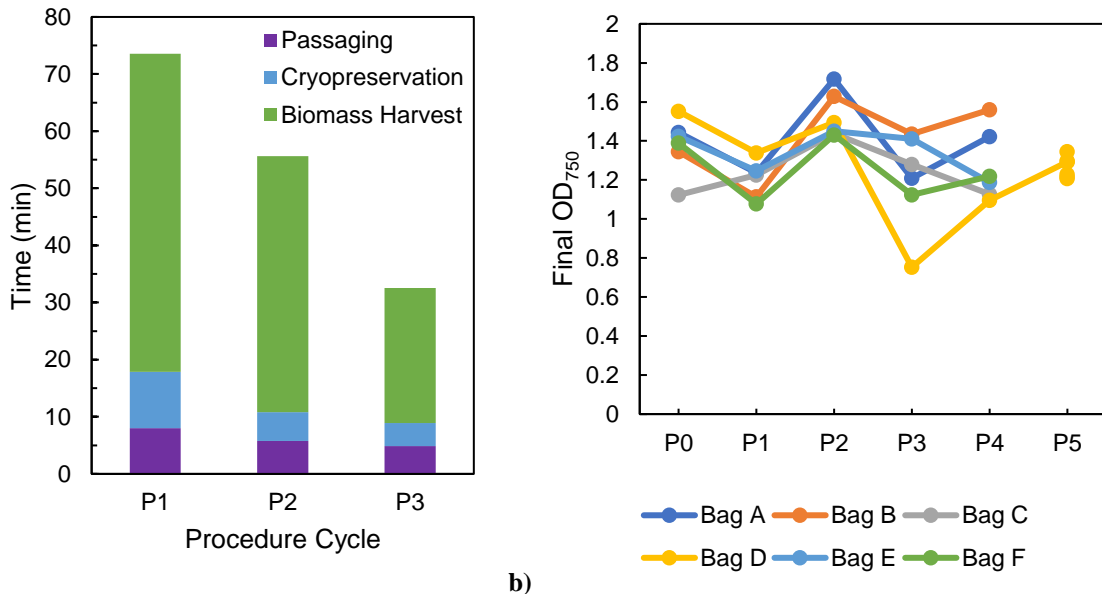 80
70
60
50
40
30
20
10
0
Time (min)
Passaging
Cryopreservation
Biomass Harvest
P1 P2 P3
Procedure Cycle
2
1.8
1.6
1.4
1.2
1
0.8
0.6
0.4
0.2
0
Final OD750
P0 P1 P2 P3 P4 P5
Bag A Bag B Bag C
Bag D Bag E Bag F
b)